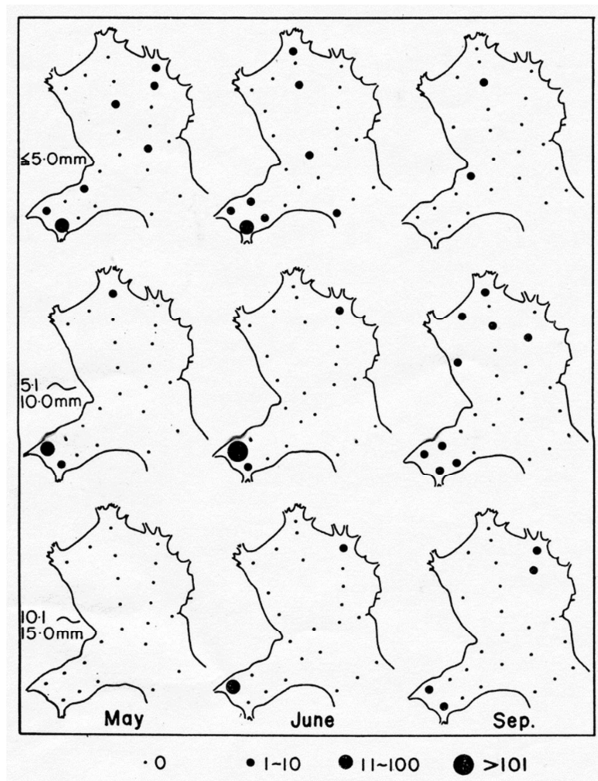 ≦5·0mm
5·1 ~
10·0mm
10·1 ~
15·0mm
May June Sep.
· 0 ● 1~10 ● 11~100 ● >101